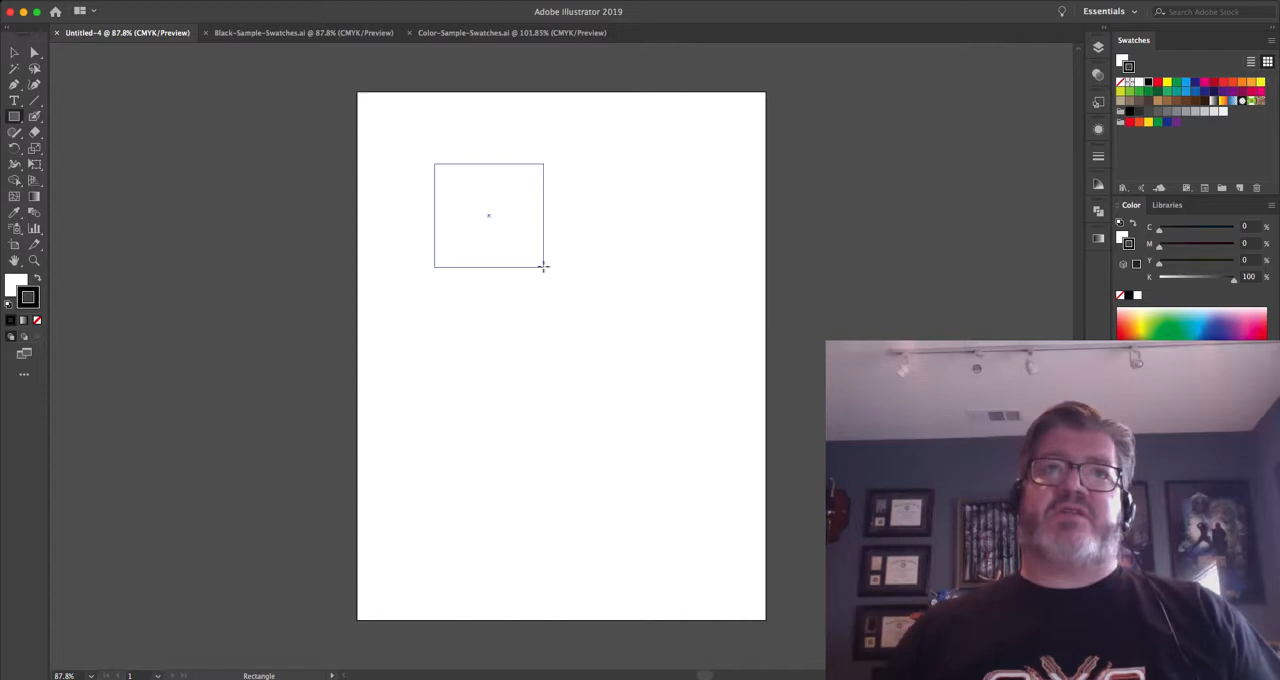 Adobe Illustrator 2019
Essentials
Search Adobe Stock
× Untitled-4 @ 87.8% (CMYK/Preview)
× Black-Sample-Swatches.ai @ 87.8% (CMYK/Preview)
× Color-Sample-Swatches.ai @ 101.85% (CMYK/Preview)
Swatches
Color
Libraries
C 0 %
M 0 %
Y 0 %
K 100 %
87.8%
1
Rectangle